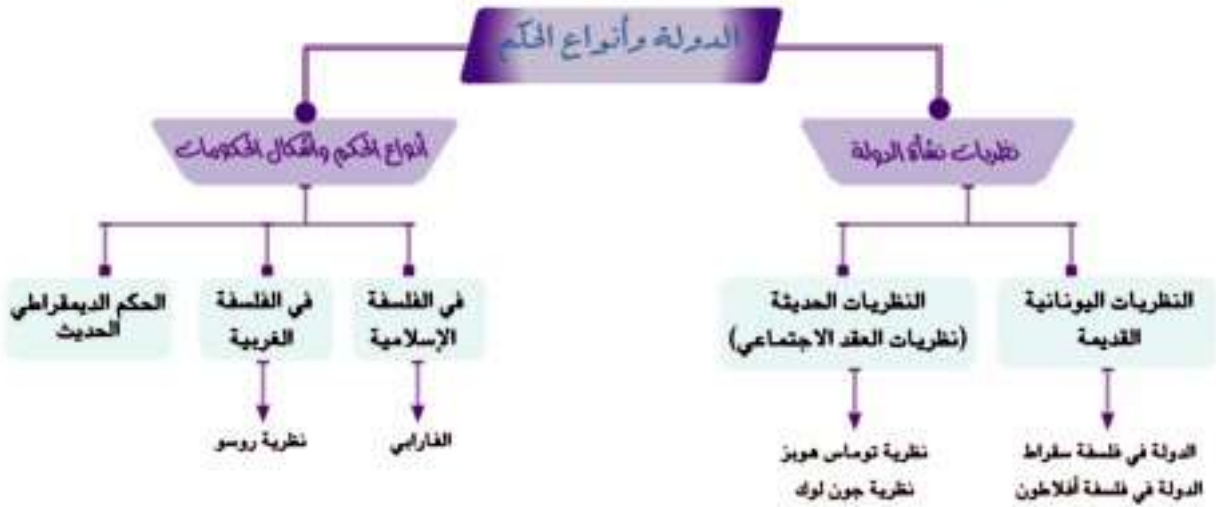 الدولة وأنواع الحكم
نظريات نشأة الدولة
أنواع الحكم وأشكال الحكومات
النظريات اليونانية
القديمة
النظريات الحديثة
(نظريات العقد الاجتماعي)
في الفلسفة
الإسلامية
في الفلسفة
الغربية
الحكم الديمقراطي
الحديث
الدولة في فلسفة سقراط
الدولة في فلسفة أفلاطون
نظرية توماس هوبز
نظرية جون لوك
الفارابي
نظرية روسو